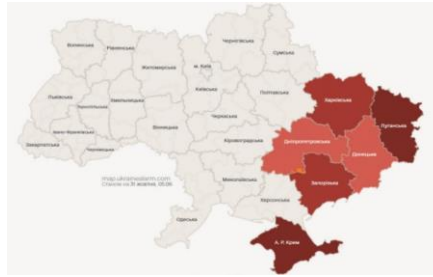 Чернігівська
Волинська
Рівненська
Сумська
Житомирська
м. Київ
Київська
Львівська
Полтавська
Харківська
Тернопільська
Хмельницька
Луганська
Черкаська
Івано-Франківська
Вінницька
Закарпатська
Кіровоградська
Дніпропетровська
Донецька
Чернівецька
Запорізька
Миколаївська
map.ukrainealarm.com
Херсонська
Одеська
А. Р. Крим